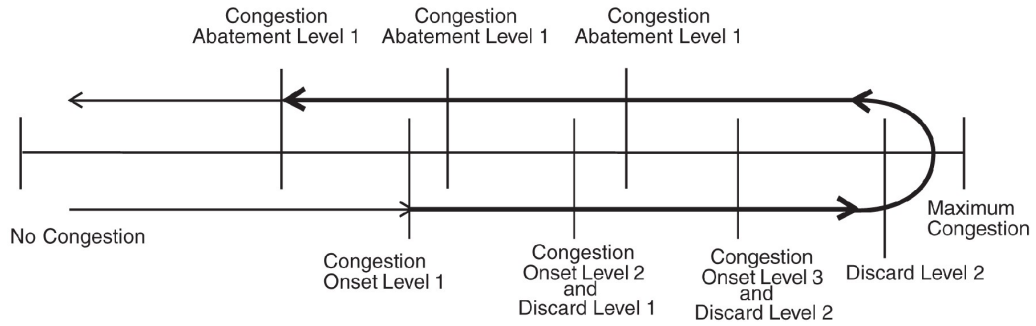 Congestion
Abatement Level 1
Congestion
Abatement Level 1
Congestion
Abatement Level 1
No Congestion
Maximum
Congestion
Congestion
Onset Level 1
Congestion
Onset Level 2
and
Discard Level 1
Congestion
Onset Level 3
and
Discard Level 2
Discard Level 2